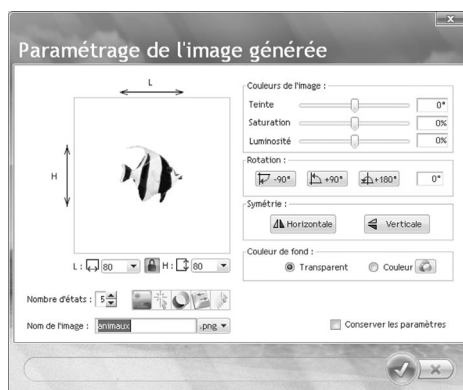 Paramétrage de l'image générée
L
H
L : 80 H : 80
Nombre d'états : 5
Nom de l'image : animaux .png
Couleurs de l'image :
Teinte 0°
Saturation 0%
Luminosité 0%
Rotation :
-90° +90° +180° 0°
Symétrie :
Horizontale Verticale
Couleur de fond :
Transparent Couleur
Conserver les paramètres